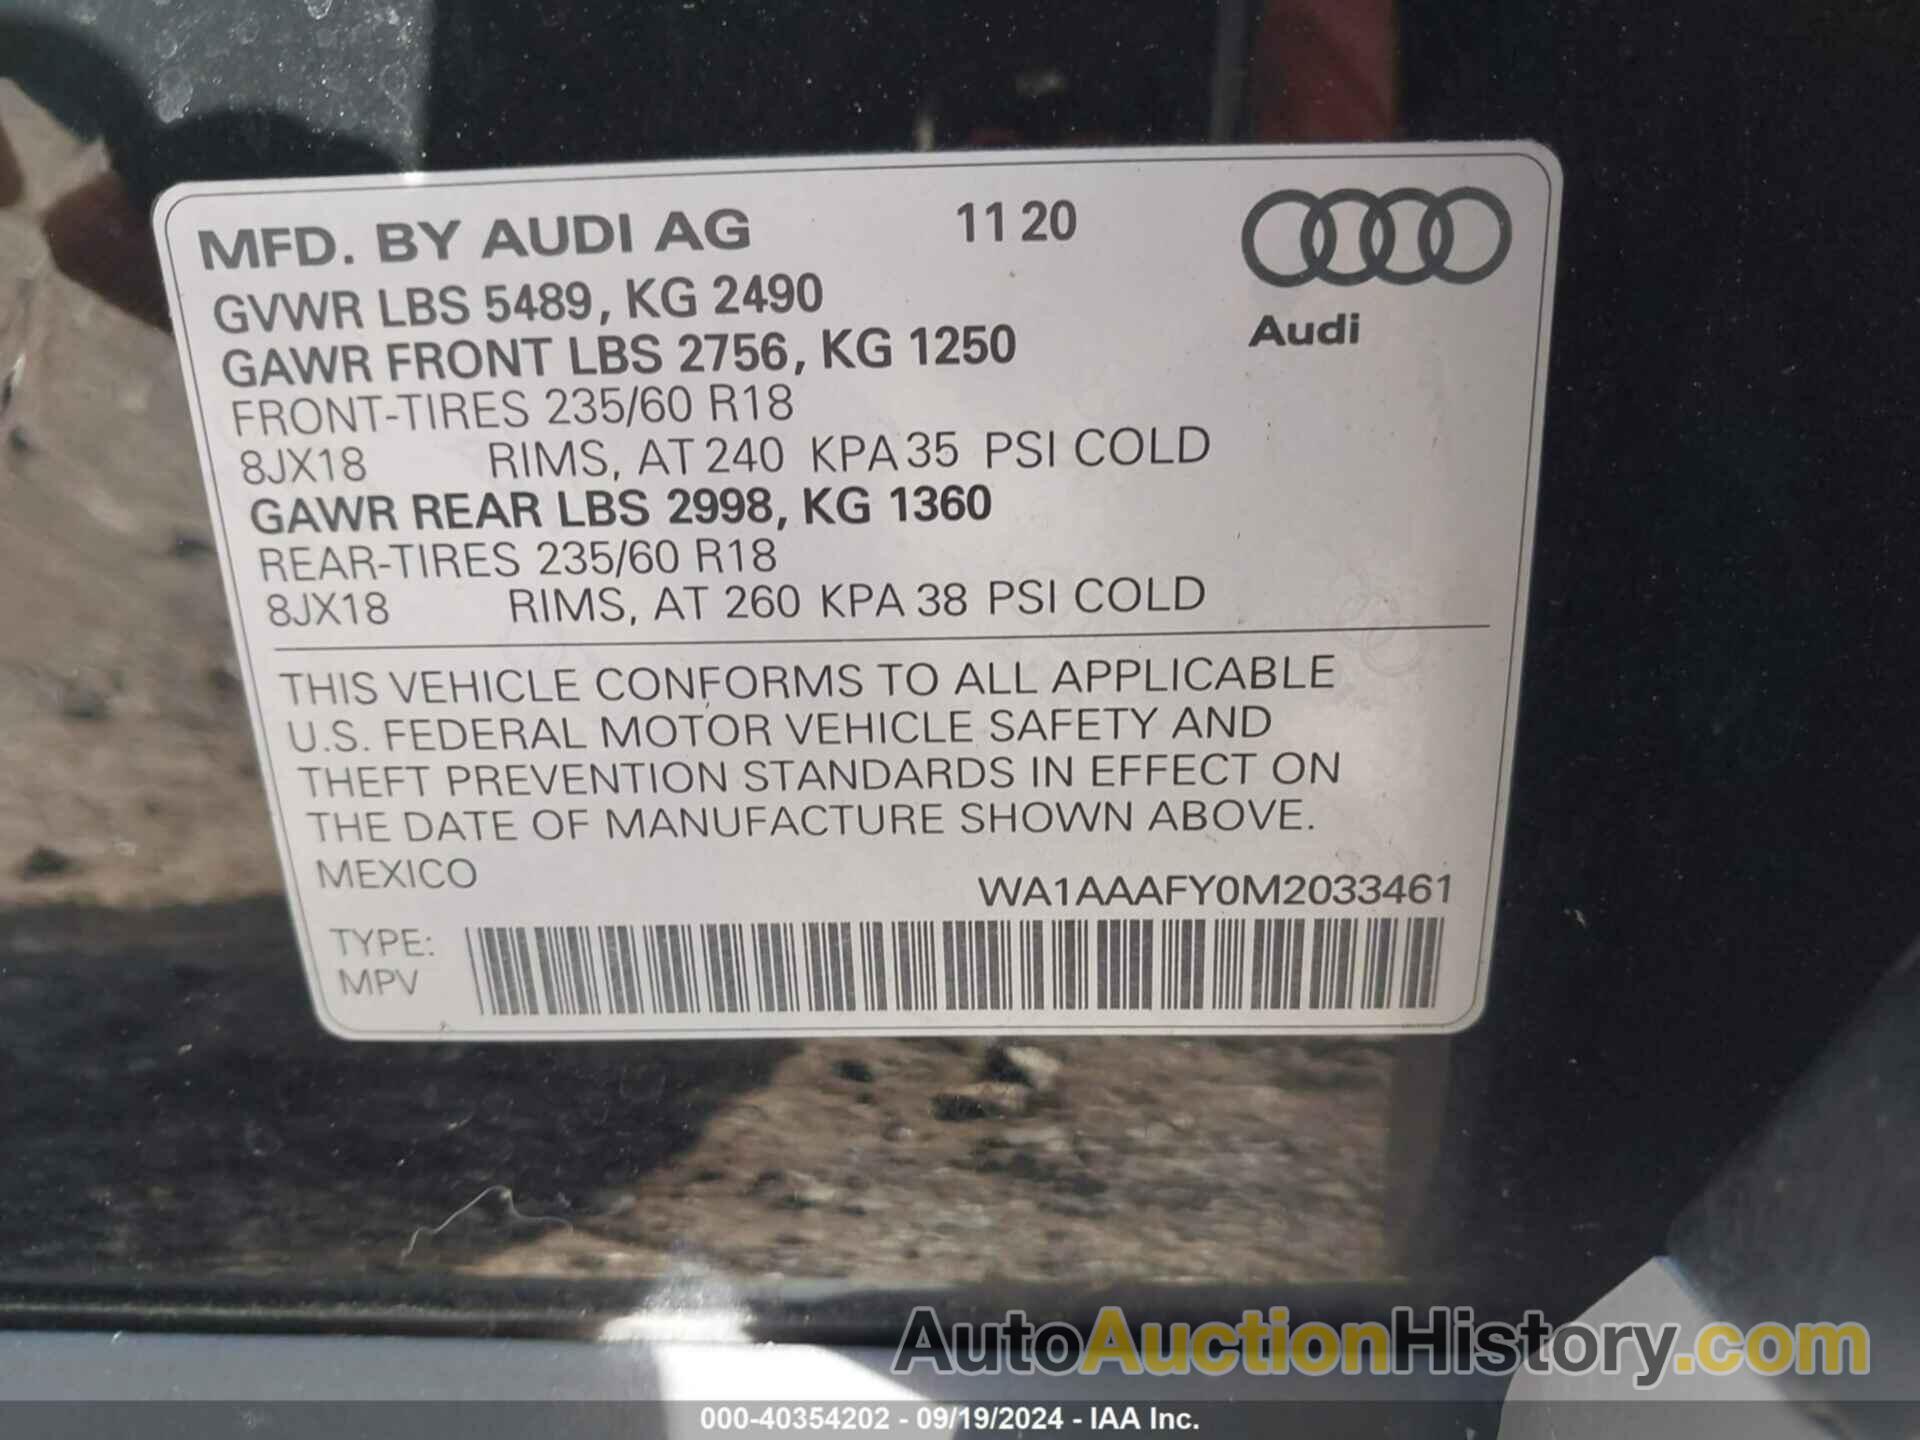 MFD. BY AUDI AG 11 20
GVWR LBS 5489, KG 2490
Audi
GAWR FRONT LBS 2756, KG 1250
FRONT-TIRES 235/60 R18
8JX18 RIMS, AT 240 KPA 35 PSI COLD
GAWR REAR LBS 2998, KG 1360
REAR-TIRES 235/60 R18
8JX18 RIMS, AT 260 KPA 38 PSI COLD
THIS VEHICLE CONFORMS TO ALL APPLICABLE
U.S. FEDERAL MOTOR VEHICLE SAFETY AND
THEFT PREVENTION STANDARDS IN EFFECT ON
THE DATE OF MANUFACTURE SHOWN ABOVE.
MEXICO
WA1AAAFY0M2033461
TYPE:
MPV
AutoAuctionHistory.com
000-40354202 - 09/19/2024 - IAA Inc.